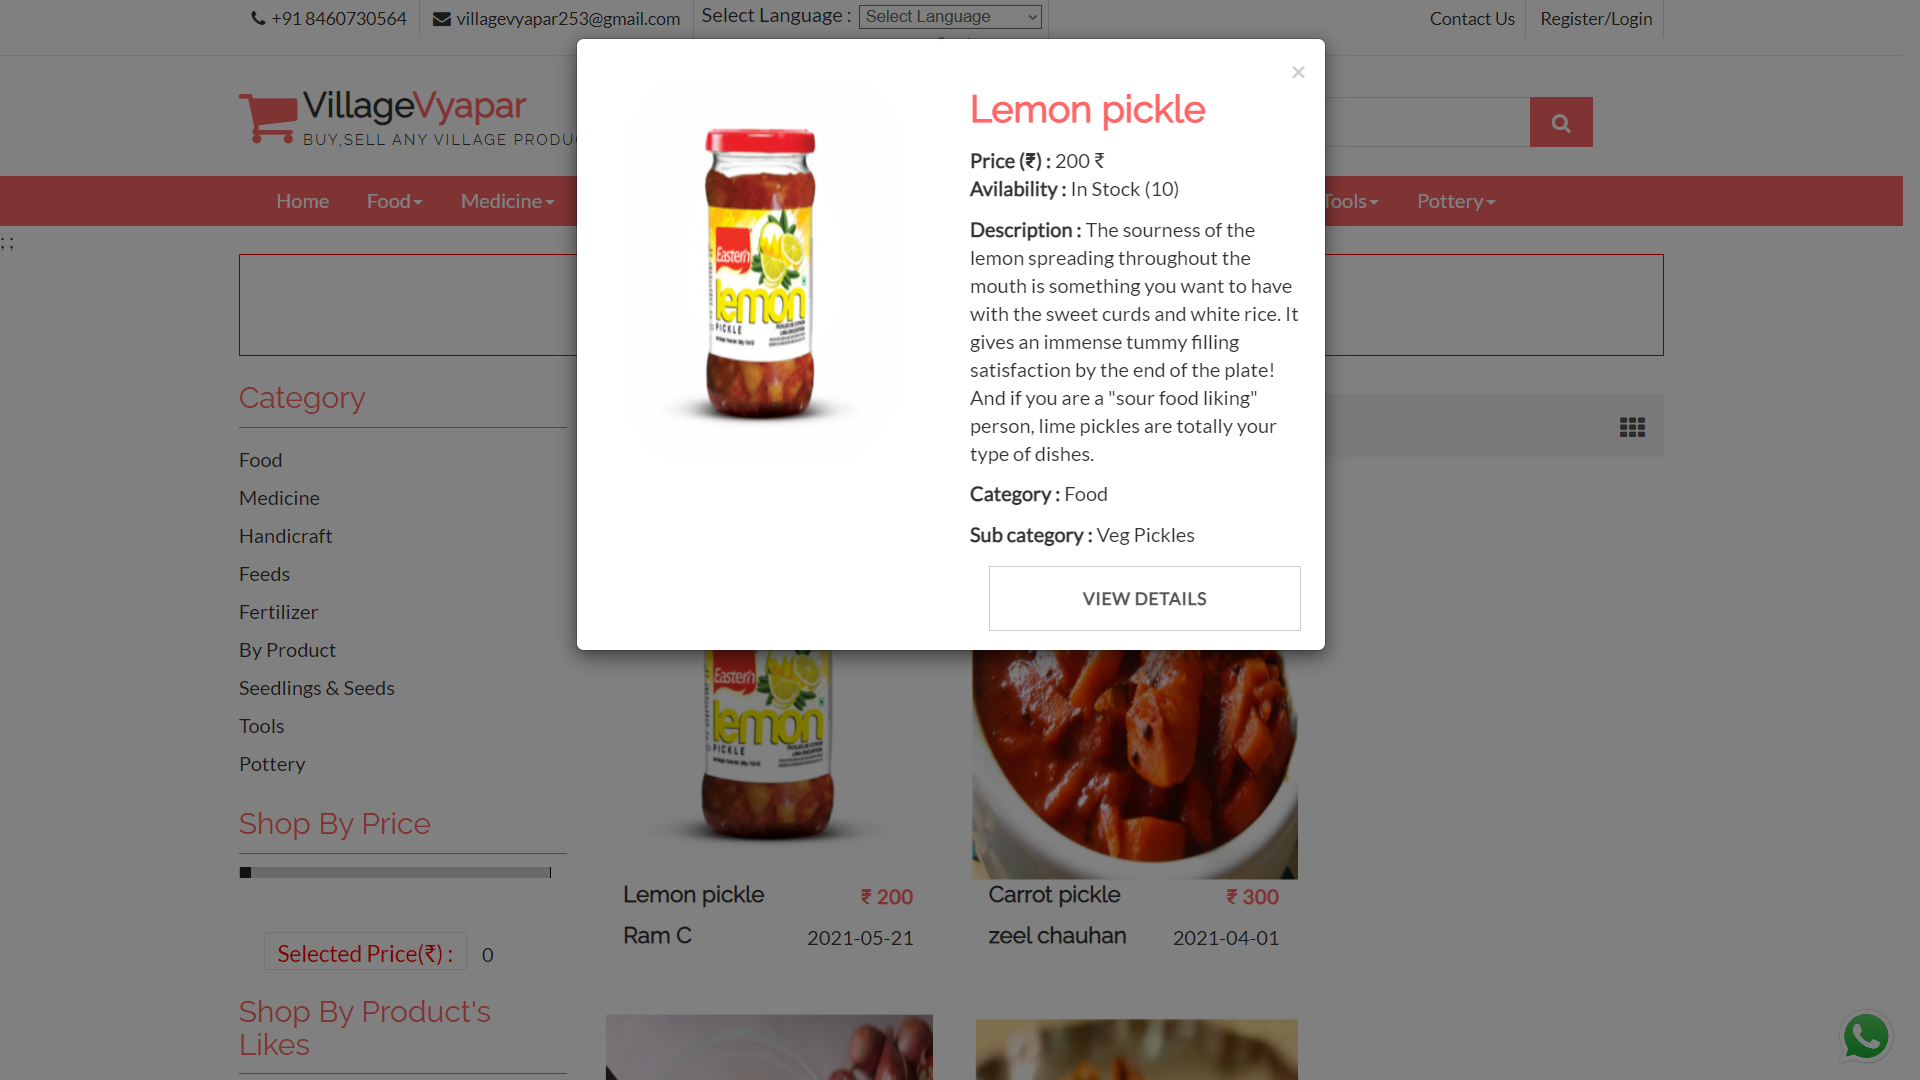 +91 8460730564
villagevyapar253@gmail.com
Select Language : Select Language
Contact Us
Register/Login
VillageVyapar
BUY,SELL ANY VILLAGE PRODU
Home
Food
Medicine
Tools
Pottery
; ;
×
Lemon pickle
Price (₹) : 200 ₹
Avilability : In Stock (10)
Description : The sourness of the
lemon spreading throughout the
mouth is something you want to have
with the sweet curds and white rice. It
gives an immense tummy filling
satisfaction by the end of the plate!
And if you are a "sour food liking"
person, lime pickles are totally your
type of dishes.
Category : Food
Sub category : Veg Pickles
VIEW DETAILS
Eastern
lemon
PICKLE
Category
Food
Medicine
Handicraft
Feeds
Fertilizer
By Product
Seedlings & Seeds
Tools
Pottery
Shop By Price
Selected Price(₹) : 0
Shop By Product's
Likes
Eastern
lemon
PICKLE
Lemon pickle ₹ 200
Ram C 2021-05-21
Carrot pickle ₹ 300
zeel chauhan 2021-04-01